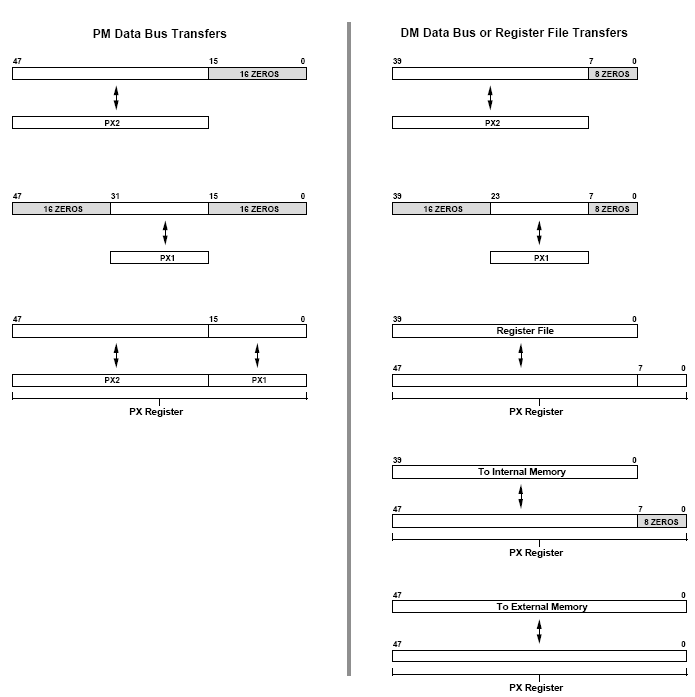 PM Data Bus Transfers
47 15 0
16 ZEROS
PX2
47 31 15 0
16 ZEROS 16 ZEROS
PX1
47 15 0
PX2 PX1
PX Register
DM Data Bus or Register File Transfers
39 7 0
8 ZEROS
PX2
39 23 7 0
16 ZEROS 8 ZEROS
PX1
39 0
Register File
47 7 0
PX Register
39 0
To Internal Memory
47 7 0
8 ZEROS
PX Register
47 0
To External Memory
47 0
PX Register